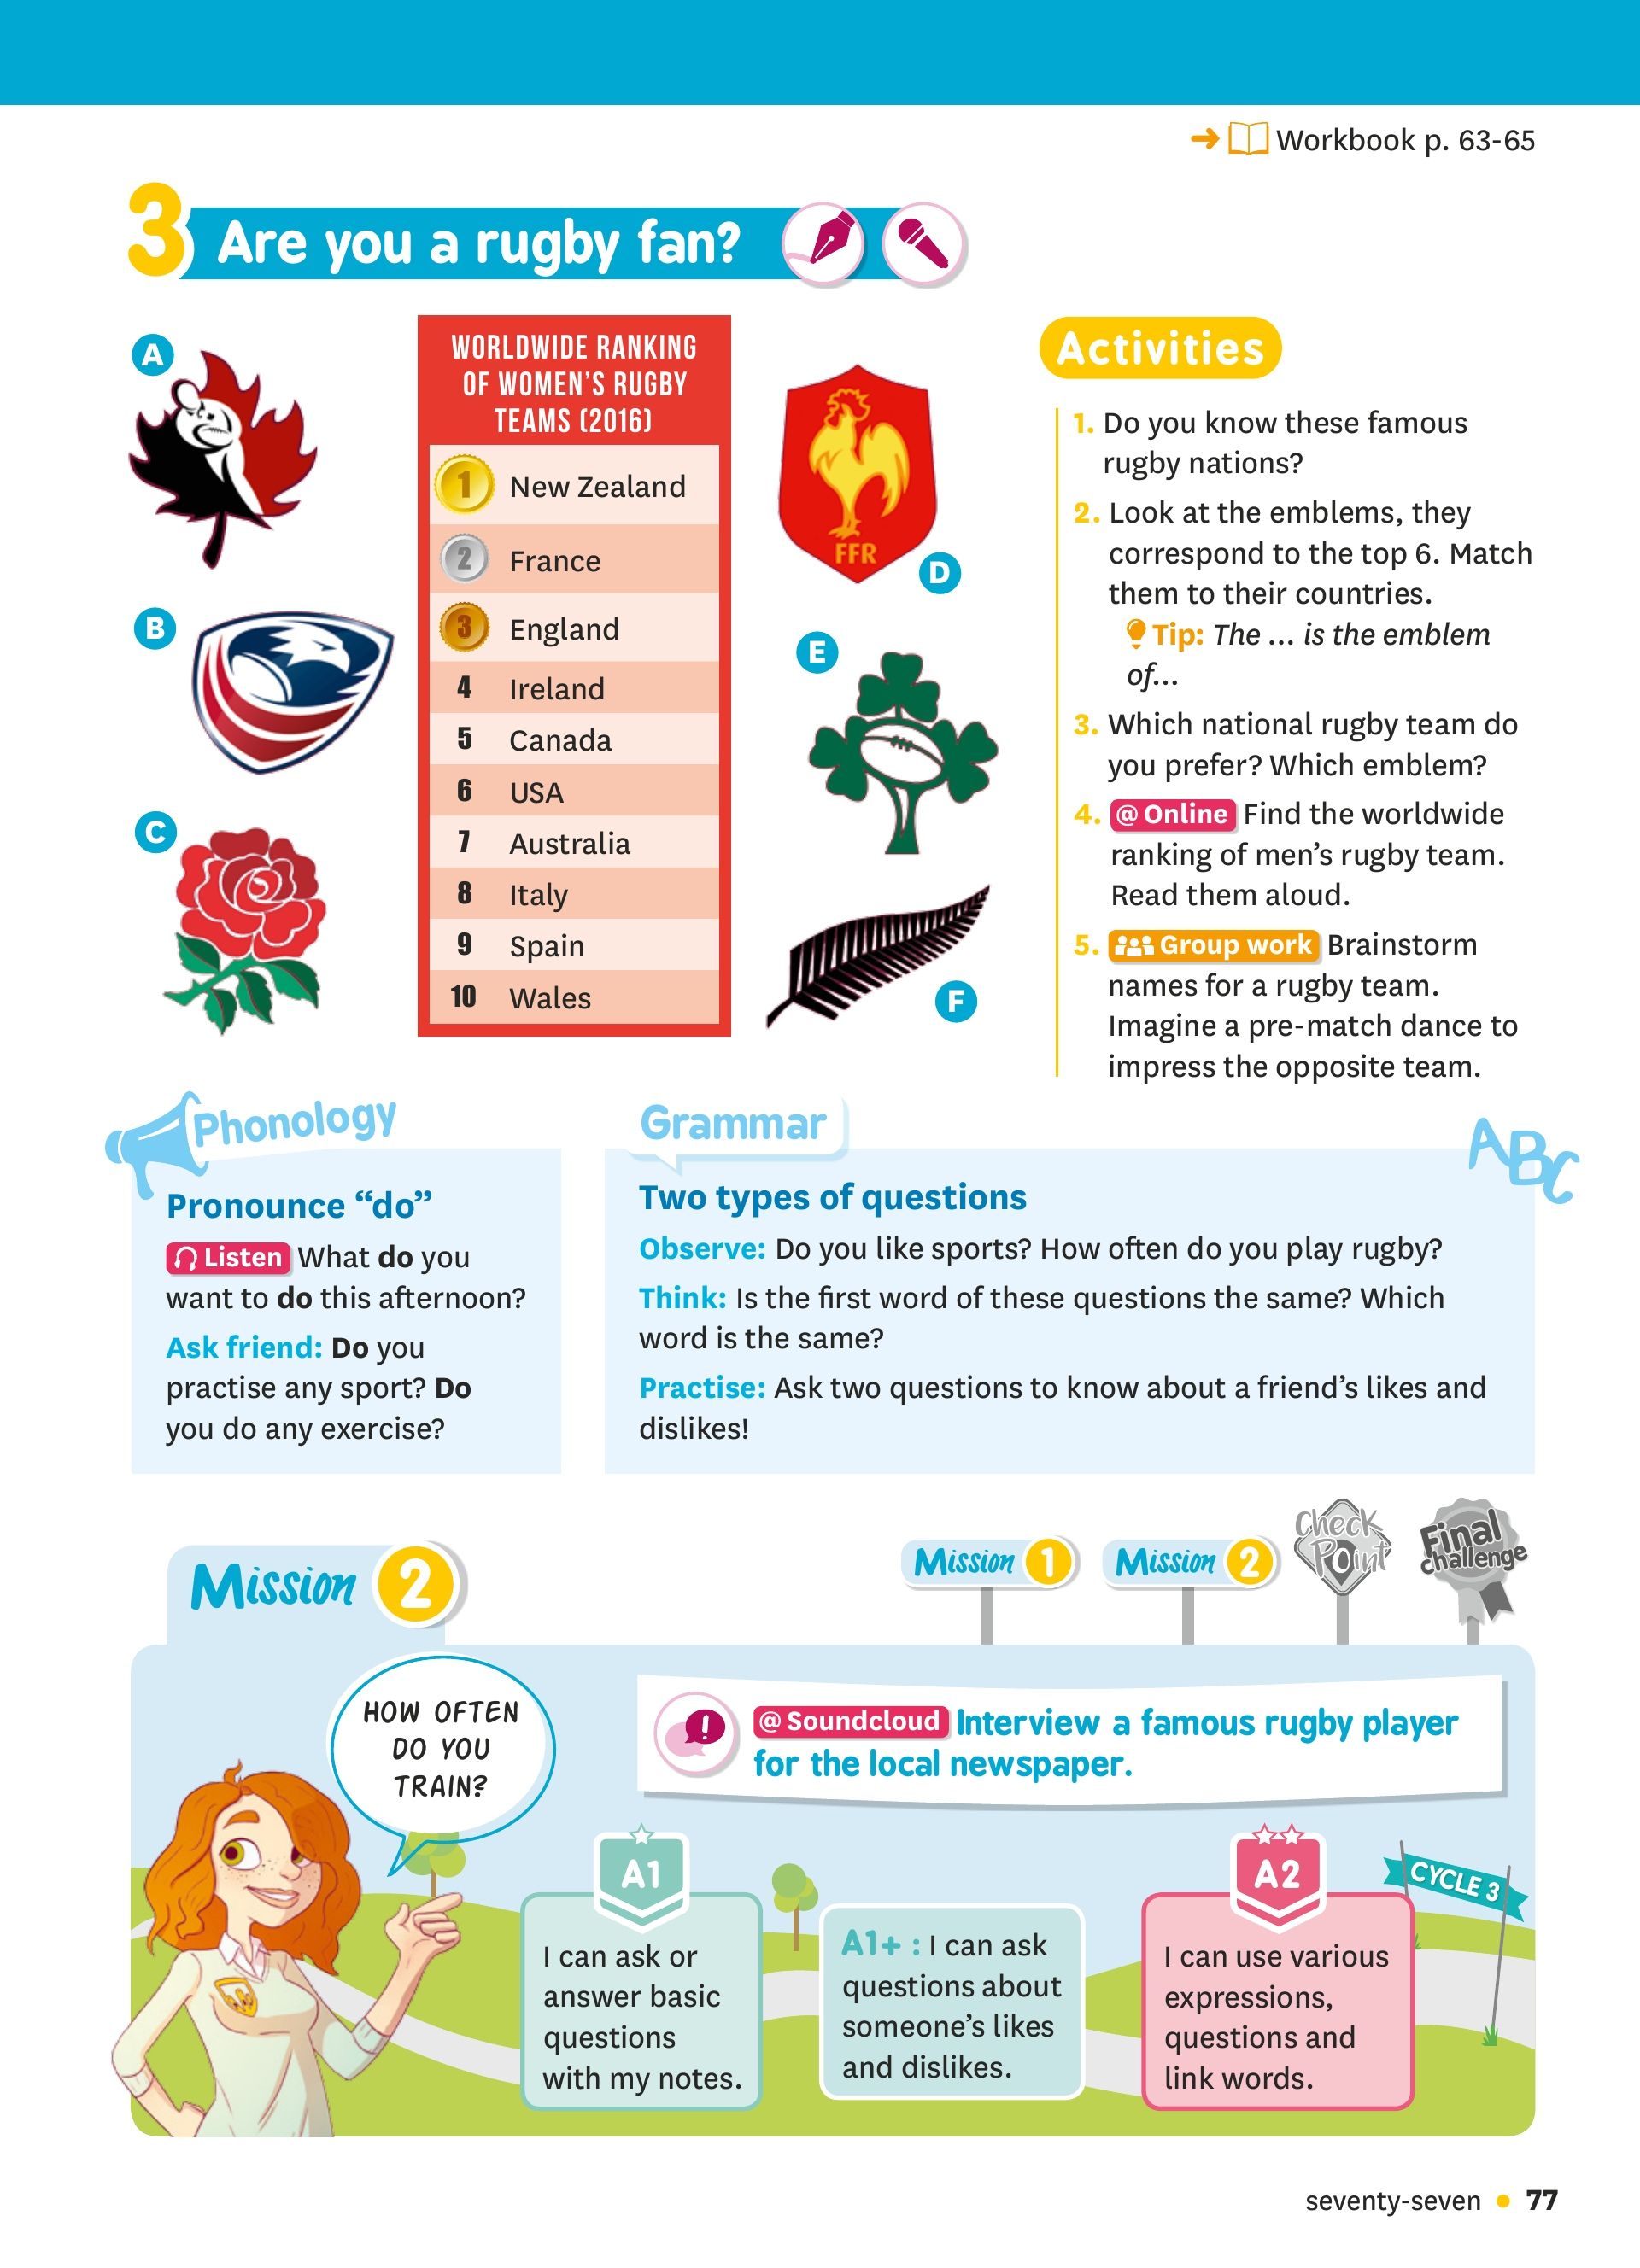 Workbook p. 63-65
3 Are you a rugby fan?
A
B
C
WORLDWIDE RANKING
OF WOMEN'S RUGBY
TEAMS (2016)
1 New Zealand
2 France
3 England
4 Ireland
5 Canada
6 USA
7 Australia
8 Italy
9 Spain
10 Wales
FFR
D
E
F
Activities
1. Do you know these famous
rugby nations?
2. Look at the emblems, they
correspond to the top 6. Match
them to their countries.
Tip: The ... is the emblem
of...
3. Which national rugby team do
you prefer? Which emblem?
4. @ Online Find the worldwide
ranking of men's rugby team.
Read them aloud.
5. Group work Brainstorm
names for a rugby team.
Imagine a pre-match dance to
impress the opposite team.
Phonology
Pronounce “do”
Listen What do you
want to do this afternoon?
Ask friend: Do you
practise any sport? Do
you do any exercise?
Grammar
ABC
Two types of questions
Observe: Do you like sports? How often do you play rugby?
Think: Is the first word of these questions the same? Which
word is the same?
Practise: Ask two questions to know about a friend's likes and
dislikes!
Mission 2
Mission 1
Mission 2
Check
Point
Final
challenge
HOW OFTEN
DO YOU
TRAIN?
@ Soundcloud Interview a famous rugby player
for the local newspaper.
A1
I can ask or
answer basic
questions
with my notes.
A1+ : I can ask
questions about
someone's likes
and dislikes.
A2
I can use various
expressions,
questions and
link words.
CYCLE 3
seventy-seven • 77